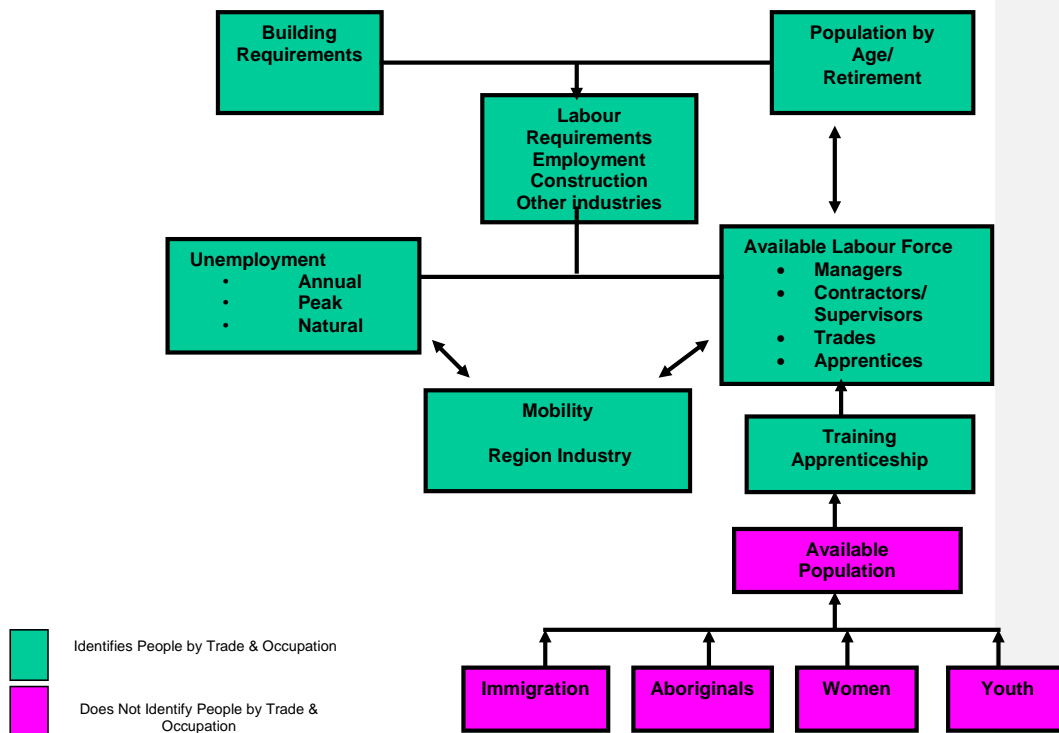 Building
Requirements
Population by
Age/
Retirement
Labour
Requirements
Employment
Construction
Other industries
Unemployment
• Annual
• Peak
• Natural
Available Labour Force
• Managers
• Contractors/
Supervisors
• Trades
• Apprentices
Mobility
Region Industry
Training
Apprenticeship
Available
Population
Identifies People by Trade & Occupation
Does Not Identify People by Trade &
Occupation
Immigration
Aboriginals
Women
Youth